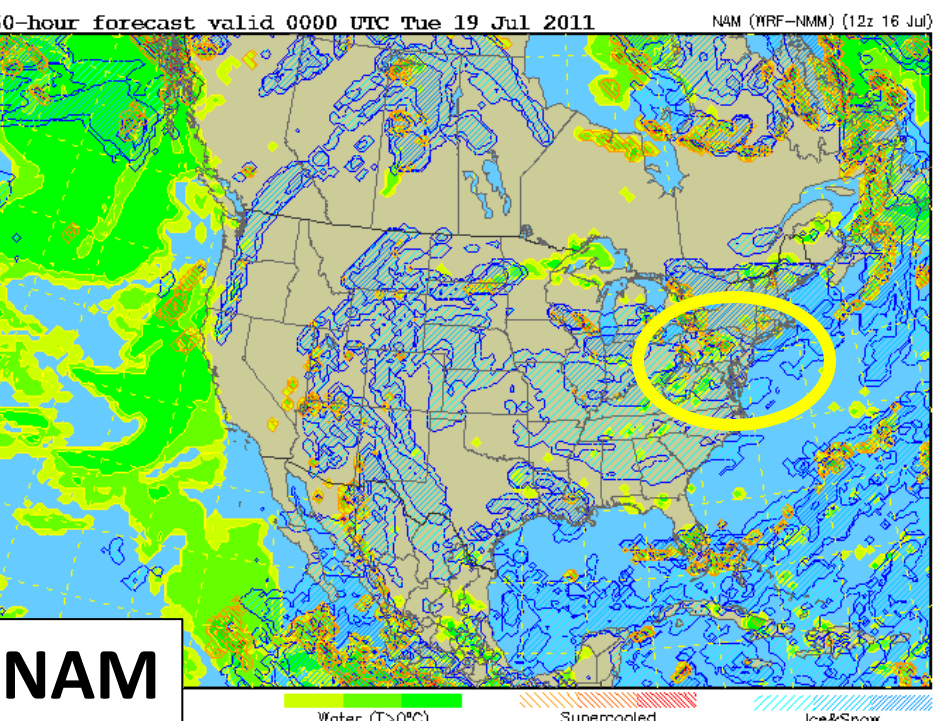 0-hour forecast valid 0000 UTC Tue 19 Jul 2011
NAM (WRF-NMM) (12z 16 Jul)
NAM
Water (T>0°C)
Supercooled
Ice&Snow